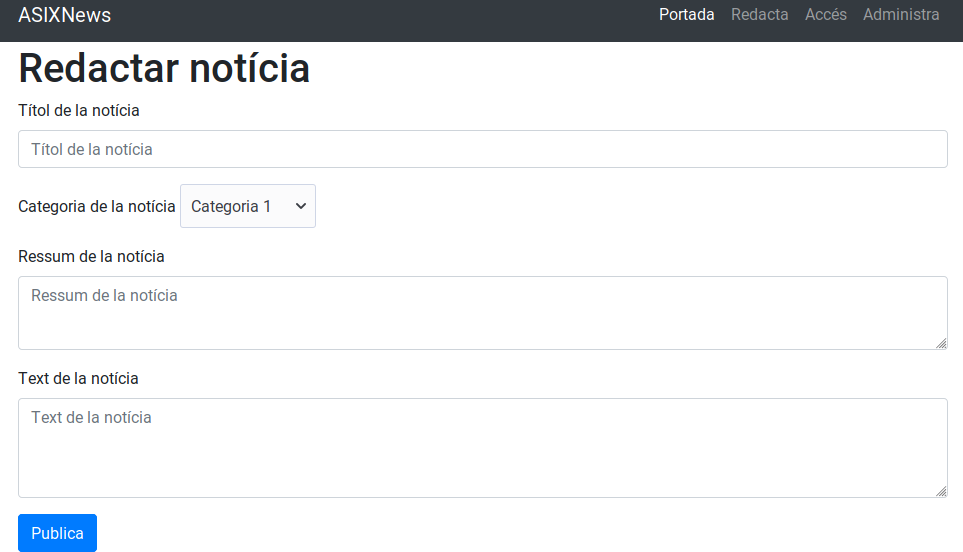 ASIXNews Portada Redacta Accés Administra
Redactar notícia
Títol de la notícia
Títol de la notícia
Categoria de la notícia Categoria 1
Ressum de la notícia
Ressum de la notícia
Text de la notícia
Text de la notícia
Publica